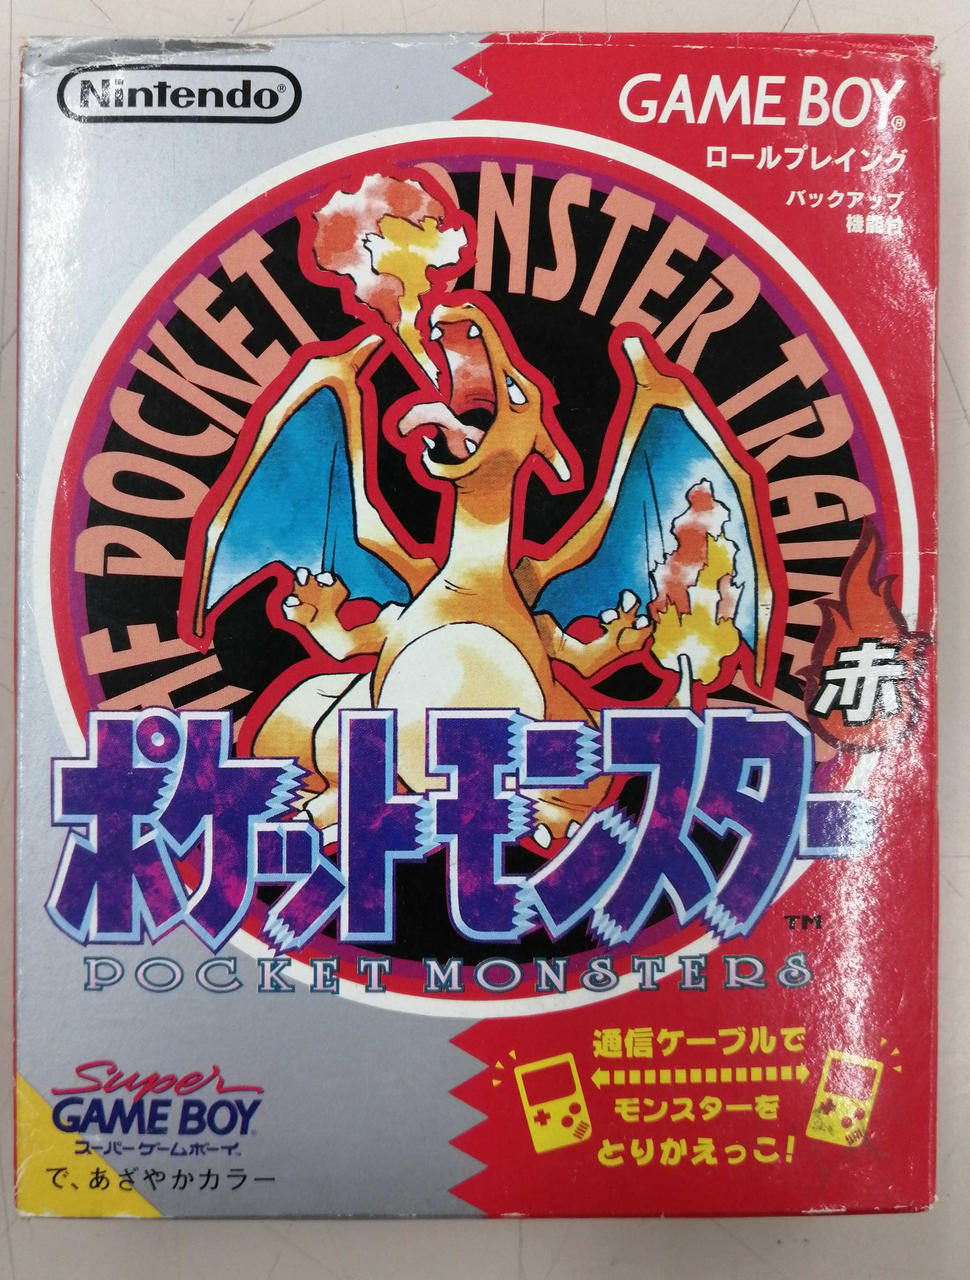 Nintendo®
GAME BOY®
ロールプレイング
バックアップ
機能付
THE POCKET MONSTER TRAINER
赤
ポケットモンスター
TM
POCKET MONSTERS
通信ケーブルで
モンスターを
とりかえっこ!
Super
GAME BOY
スーパーゲームボーイ
で、あざやかカラー